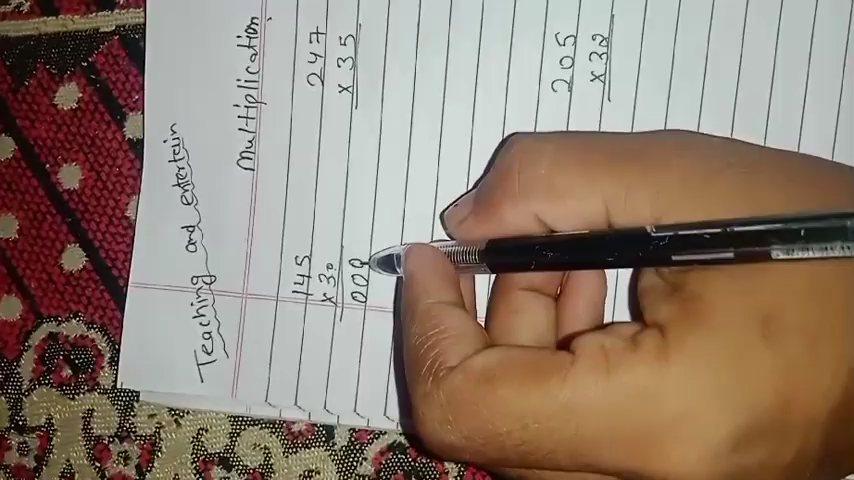 Teaching and entertain
Multiplication
145
x 30
000
247
x 35
205
x 32